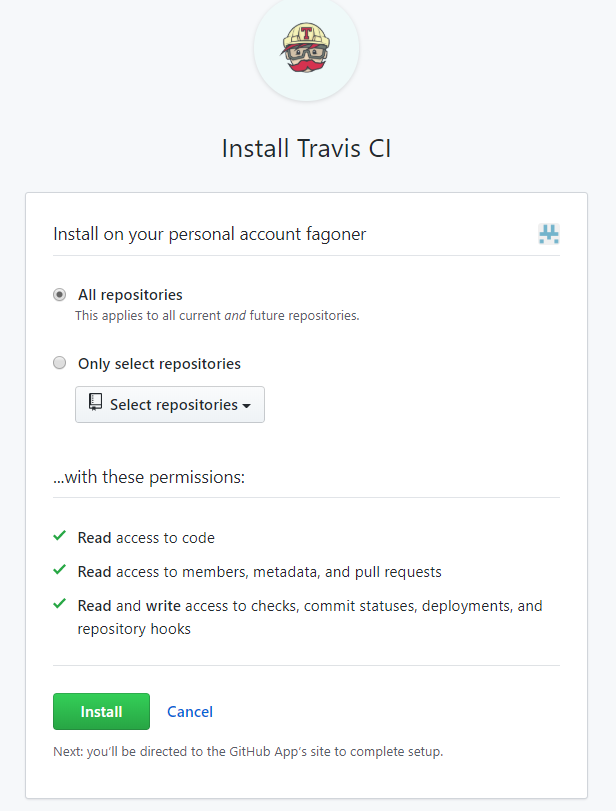 T
Install Travis CI
Install on your personal account fagoner
All repositories
This applies to all current and future repositories.
Only select repositories
Select repositories
...with these permissions:
Read access to code
Read access to members, metadata, and pull requests
Read and write access to checks, commit statuses, deployments, and
repository hooks
Install Cancel
Next: you'll be directed to the GitHub App's site to complete setup.